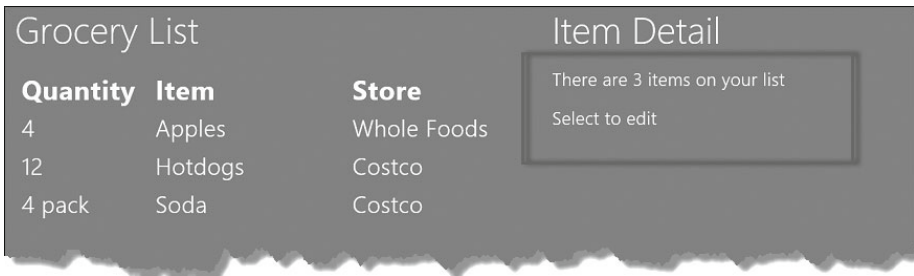 Grocery List
Quantity Item Store
4 Apples Whole Foods
12 Hotdogs Costco
4 pack Soda Costco
Item Detail
There are 3 items on your list
Select to edit